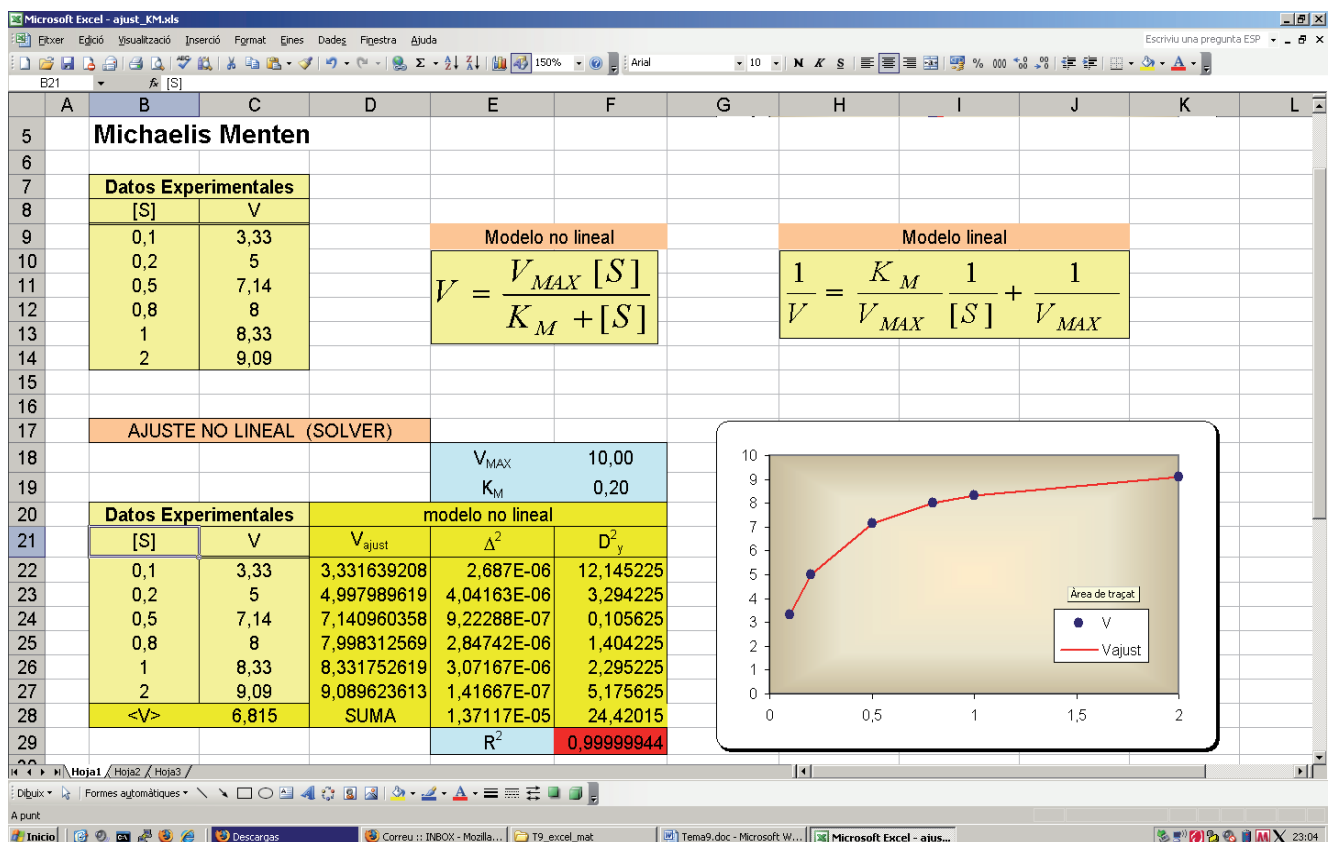 Microsoft Excel - ajust_KM.xls
Fitxer Edició Visualització Inserció Format Eines Dades Finestra Ajuda Escriviu una pregunta ESP
150% Arial 10 N K S % 000
B21 fx [S]
A B C D E F G H I J K L
5 Michaelis Menten
6
7 Datos Experimentales
8 [S] V
9 0,1 3,33 Modelo no lineal Modelo lineal
10 0,2 5
11 0,5 7,14
12 0,8 8
13 1 8,33
14 2 9,09
V = V_MAX [S] / K_M + [S]
1/V = K_M/V_MAX 1/[S] + 1/V_MAX
15
16
17 AJUSTE NO LINEAL (SOLVER)
18 V_MAX 10,00
19 K_M 0,20
20 Datos Experimentales modelo no lineal
21 [S] V V_ajust Δ² D²_y
22 0,1 3,33 3,331639208 2,687E-06 12,145225
23 0,2 5 4,997989619 4,04163E-06 3,294225
24 0,5 7,14 7,140960358 9,22288E-07 0,105625
25 0,8 8 7,998312569 2,84742E-06 1,404225
26 1 8,33 8,331752619 3,07167E-06 2,295225
27 2 9,09 9,089623613 1,41667E-07 5,175625
28 <V> 6,815 SUMA 1,37117E-05 24,42015
29 R² 0,99999944
10
9
8
7
6
5
4
3
2
1
0
0 0,5 1 1,5 2
Àrea de traçat
V
Vajust
Hoja1 Hoja2 Hoja3
Dibuix Formes automàtiques
A punt
Inicio Descargas Correu :: INBOX - Mozilla... T9_excel_mat Tema9.doc - Microsoft W... Microsoft Excel - ajus... 23:04